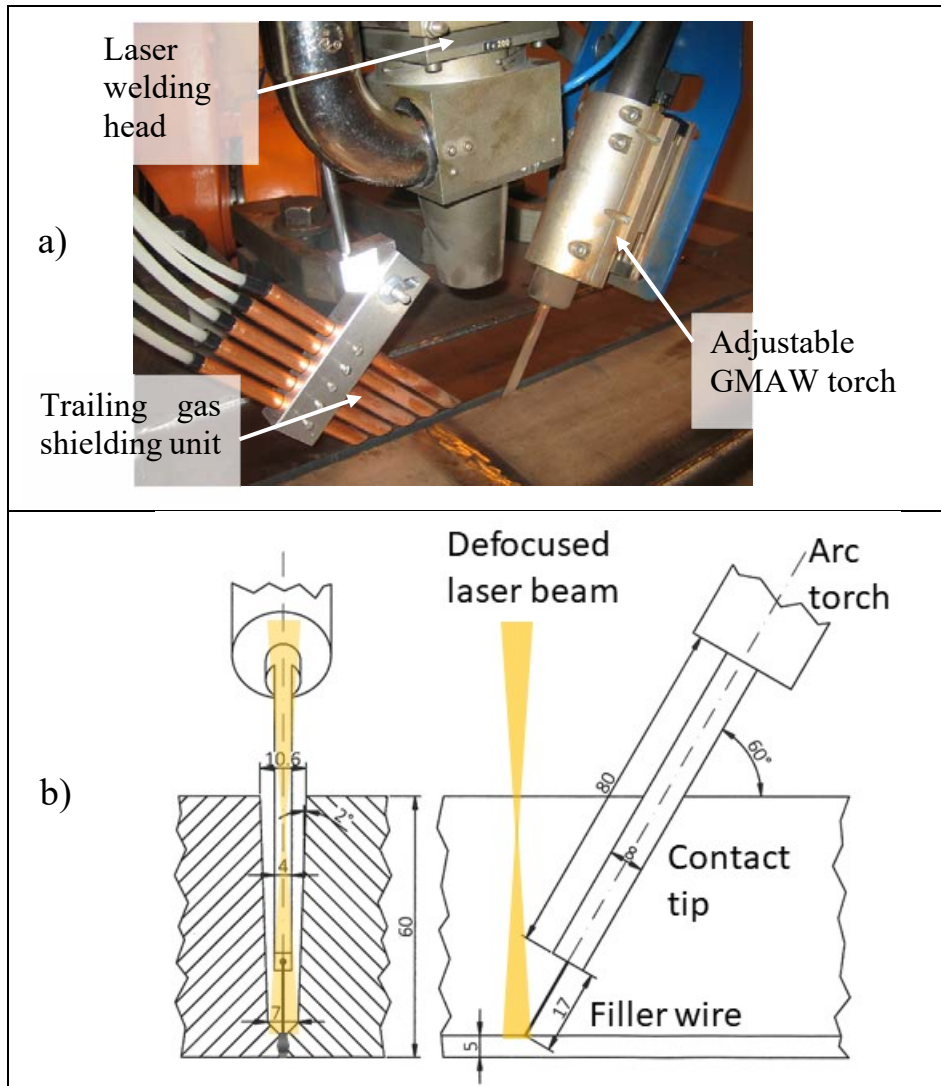 Laser
welding
head
a)
Adjustable
GMAW torch
Trailing gas
shielding unit
Defocused
laser beam
Arc
torch
10.6
60°
80
b)
2°
4
8
Contact
tip
60
7
17
Filler wire
5